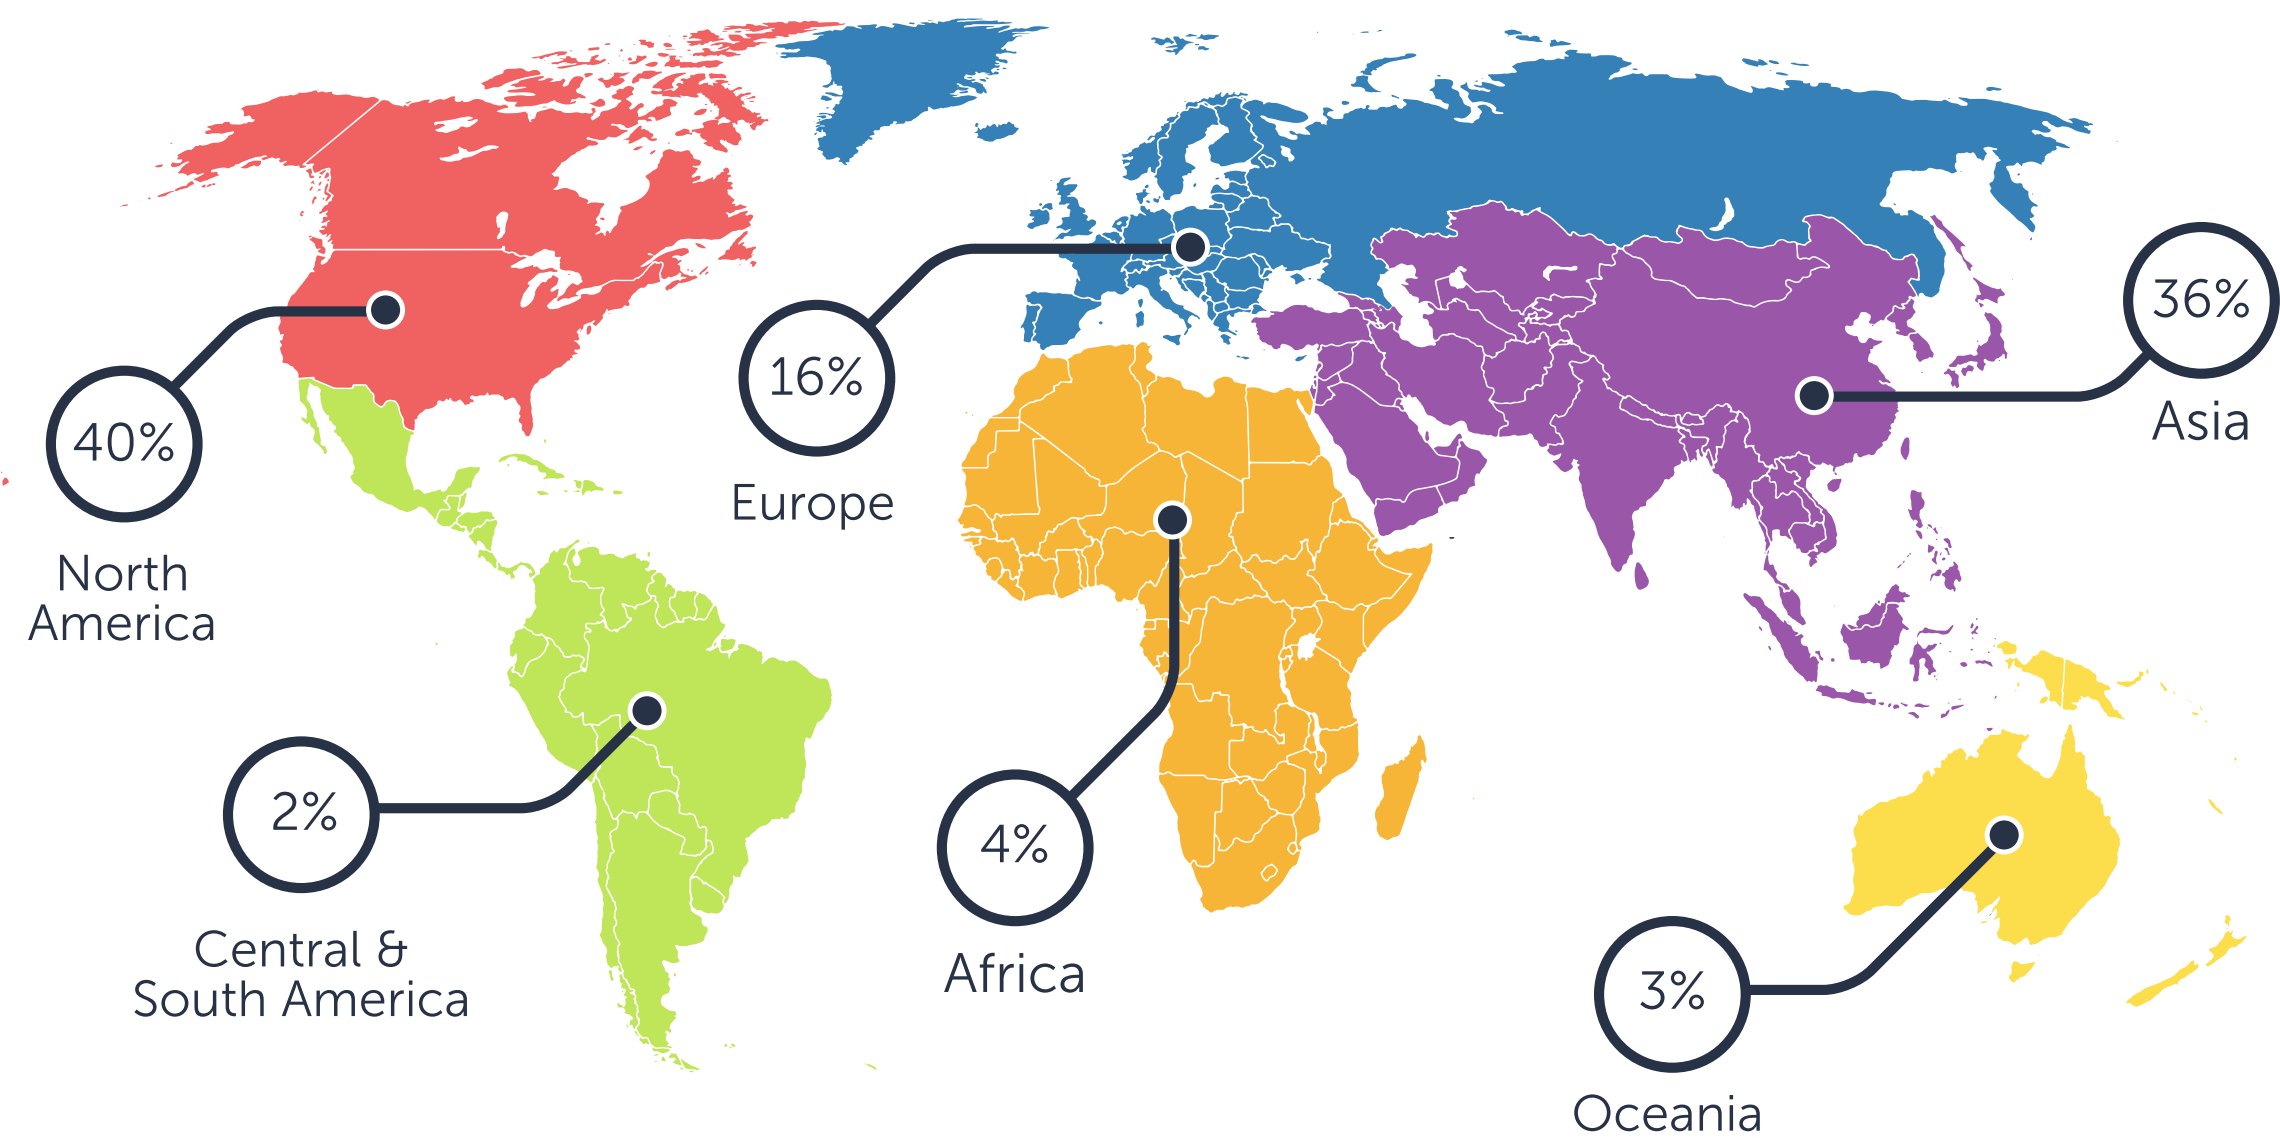 40%
North
America
16%
Europe
36%
Asia
2%
Central &
South America
4%
Africa
3%
Oceania